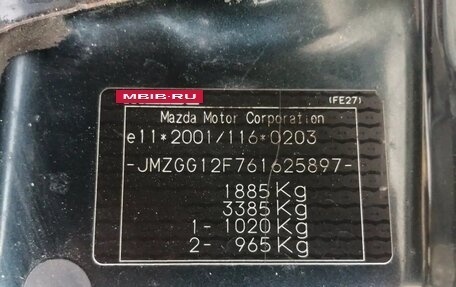 MBIB.RU
(FE27)
Mazda Motor Corporation
e11*2001/116*0203
-JMZGG12F761625897-
1885Kg
3385Kg
1- 1020Kg
2- 965Kg